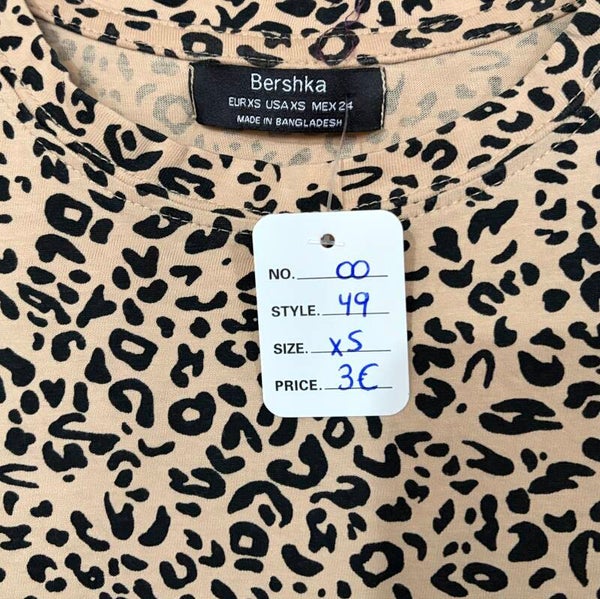 Bershka
EUR XS USA XS MEX 24
MADE IN BANGLADESH
NO. 00
STYLE. 49
SIZE. XS
PRICE. 3€